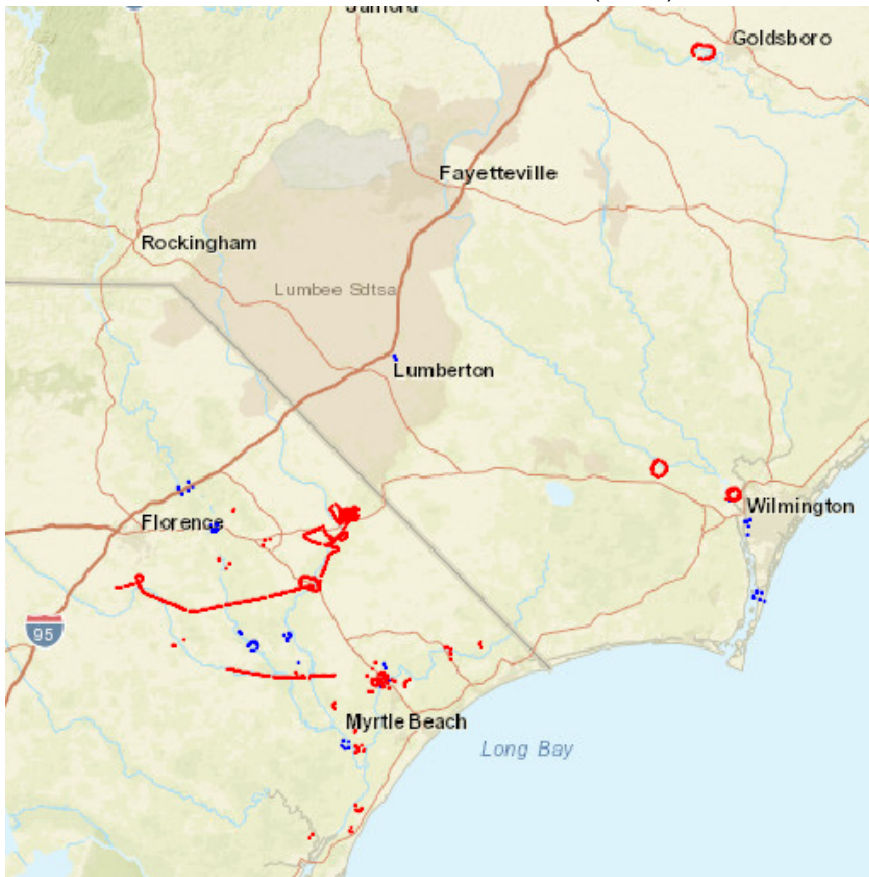 Goldsboro
Fayetteville
Rockingham
Lumbee Sdtsa
Lumberton
Wilmington
Florence
95
Myrtle Beach
Long Bay